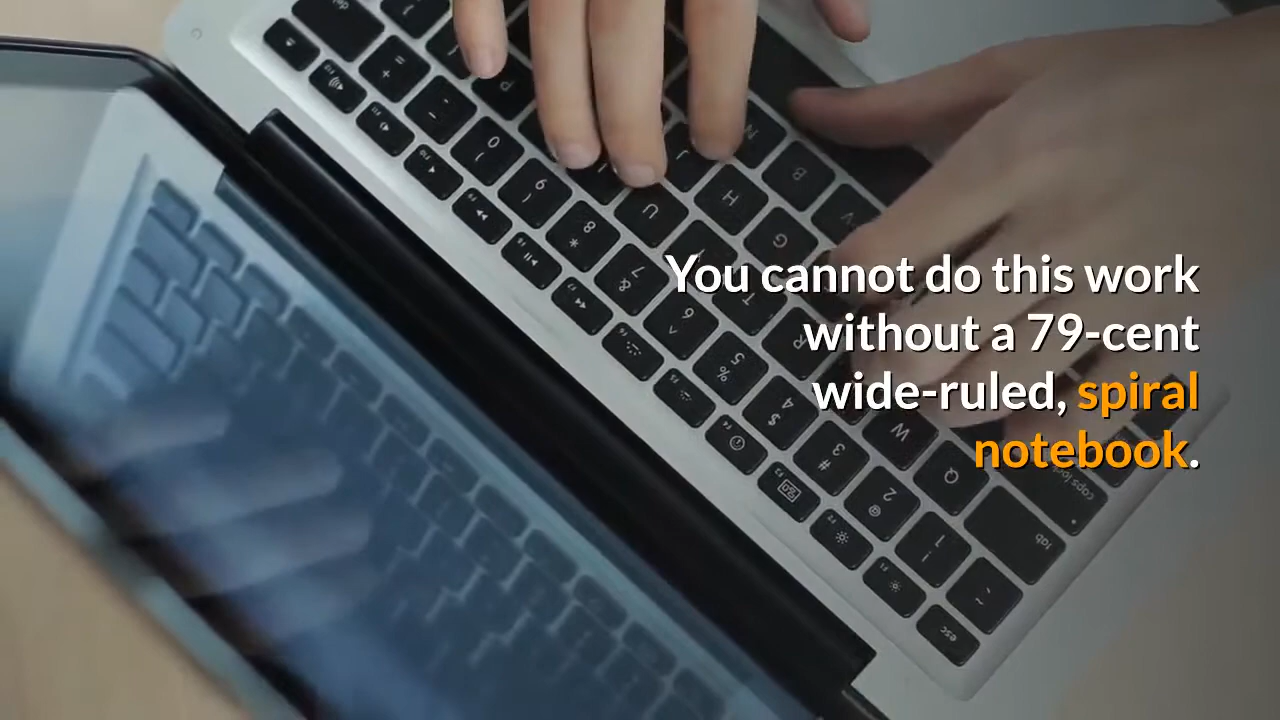 You cannot do this work
without a 79-cent
wide-ruled, spiral
notebook.